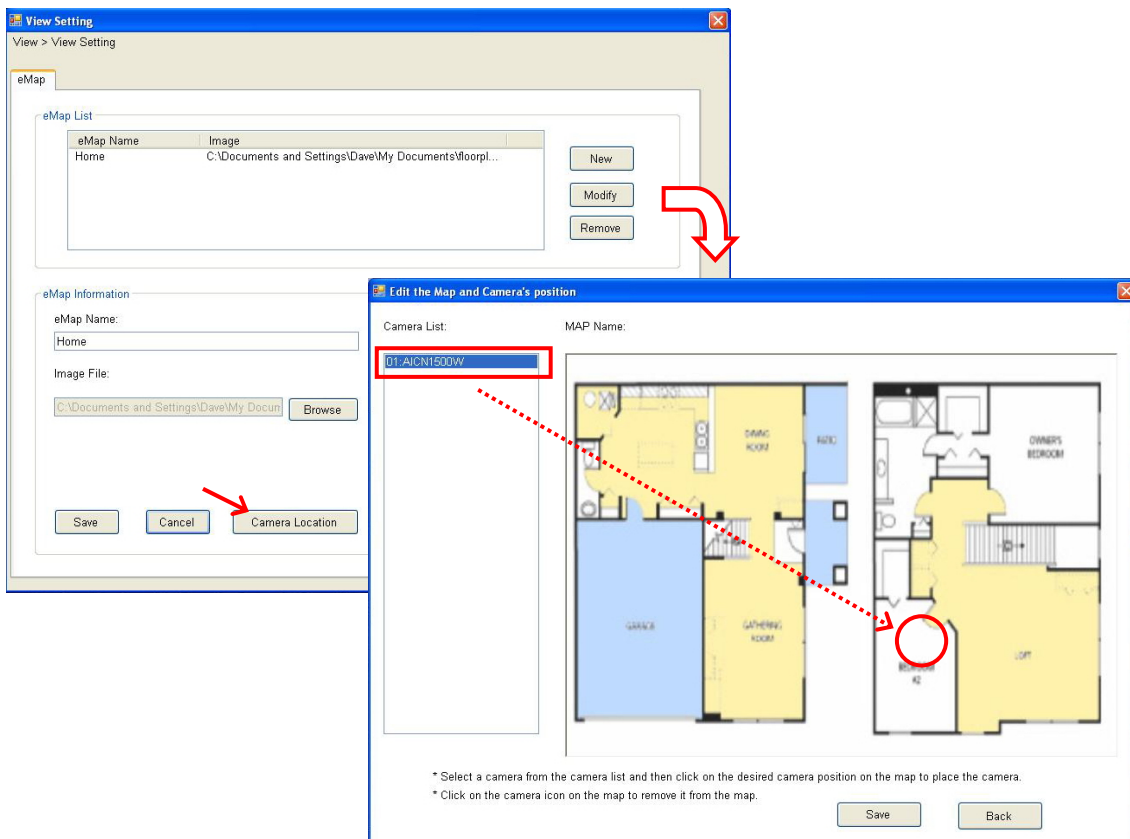 View Setting
View > View Setting
eMap
eMap List
eMap Name Image
Home C:\Documents and Settings\Dave\My Documents\floorpl...
New
Modify
Remove
eMap Information
eMap Name:
Home
Image File:
C:\Documents and Settings\Dave\My Docun
Browse
Save Cancel Camera Location
Edit the Map and Camera's position
Camera List: MAP Name:
01:AICN1500W
DINING
ROOM
PATIO
OWNER'S
BEDROOM
GARAGE
GATHERING
ROOM
BEDROOM
#2
LOFT
* Select a camera from the camera list and then click on the desired camera position on the map to place the camera.
* Click on the camera icon on the map to remove it from the map.
Save Back